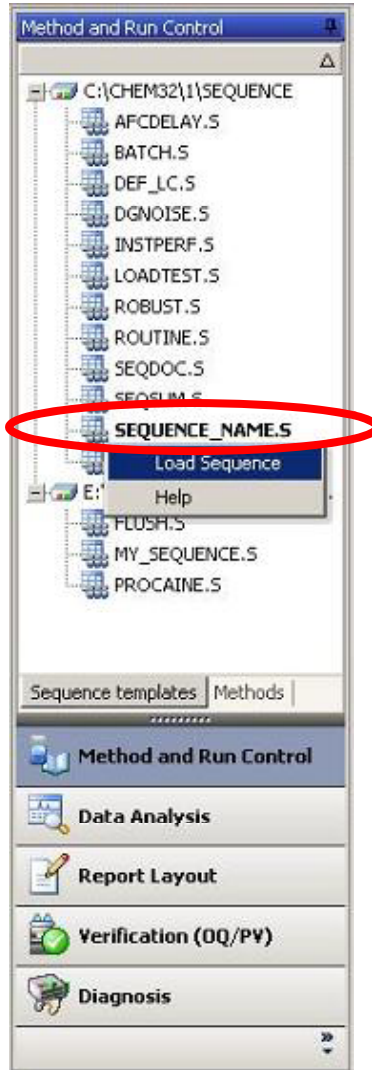 Method and Run Control
C:\CHEM32\1\SEQUENCE
AFCDELAY.S
BATCH.S
DEF_LC.S
DGNOISE.S
INSTPERF.S
LOADTEST.S
ROBUST.S
ROUTINE.S
SEQDOC.S
SEQSUM.S
SEQUENCE_NAME.S
Load Sequence
Help
E:\
FLUSH.S
MY_SEQUENCE.S
PROCAINE.S
Sequence templates Methods
Method and Run Control
Data Analysis
Report Layout
Verification (OQ/PV)
Diagnosis